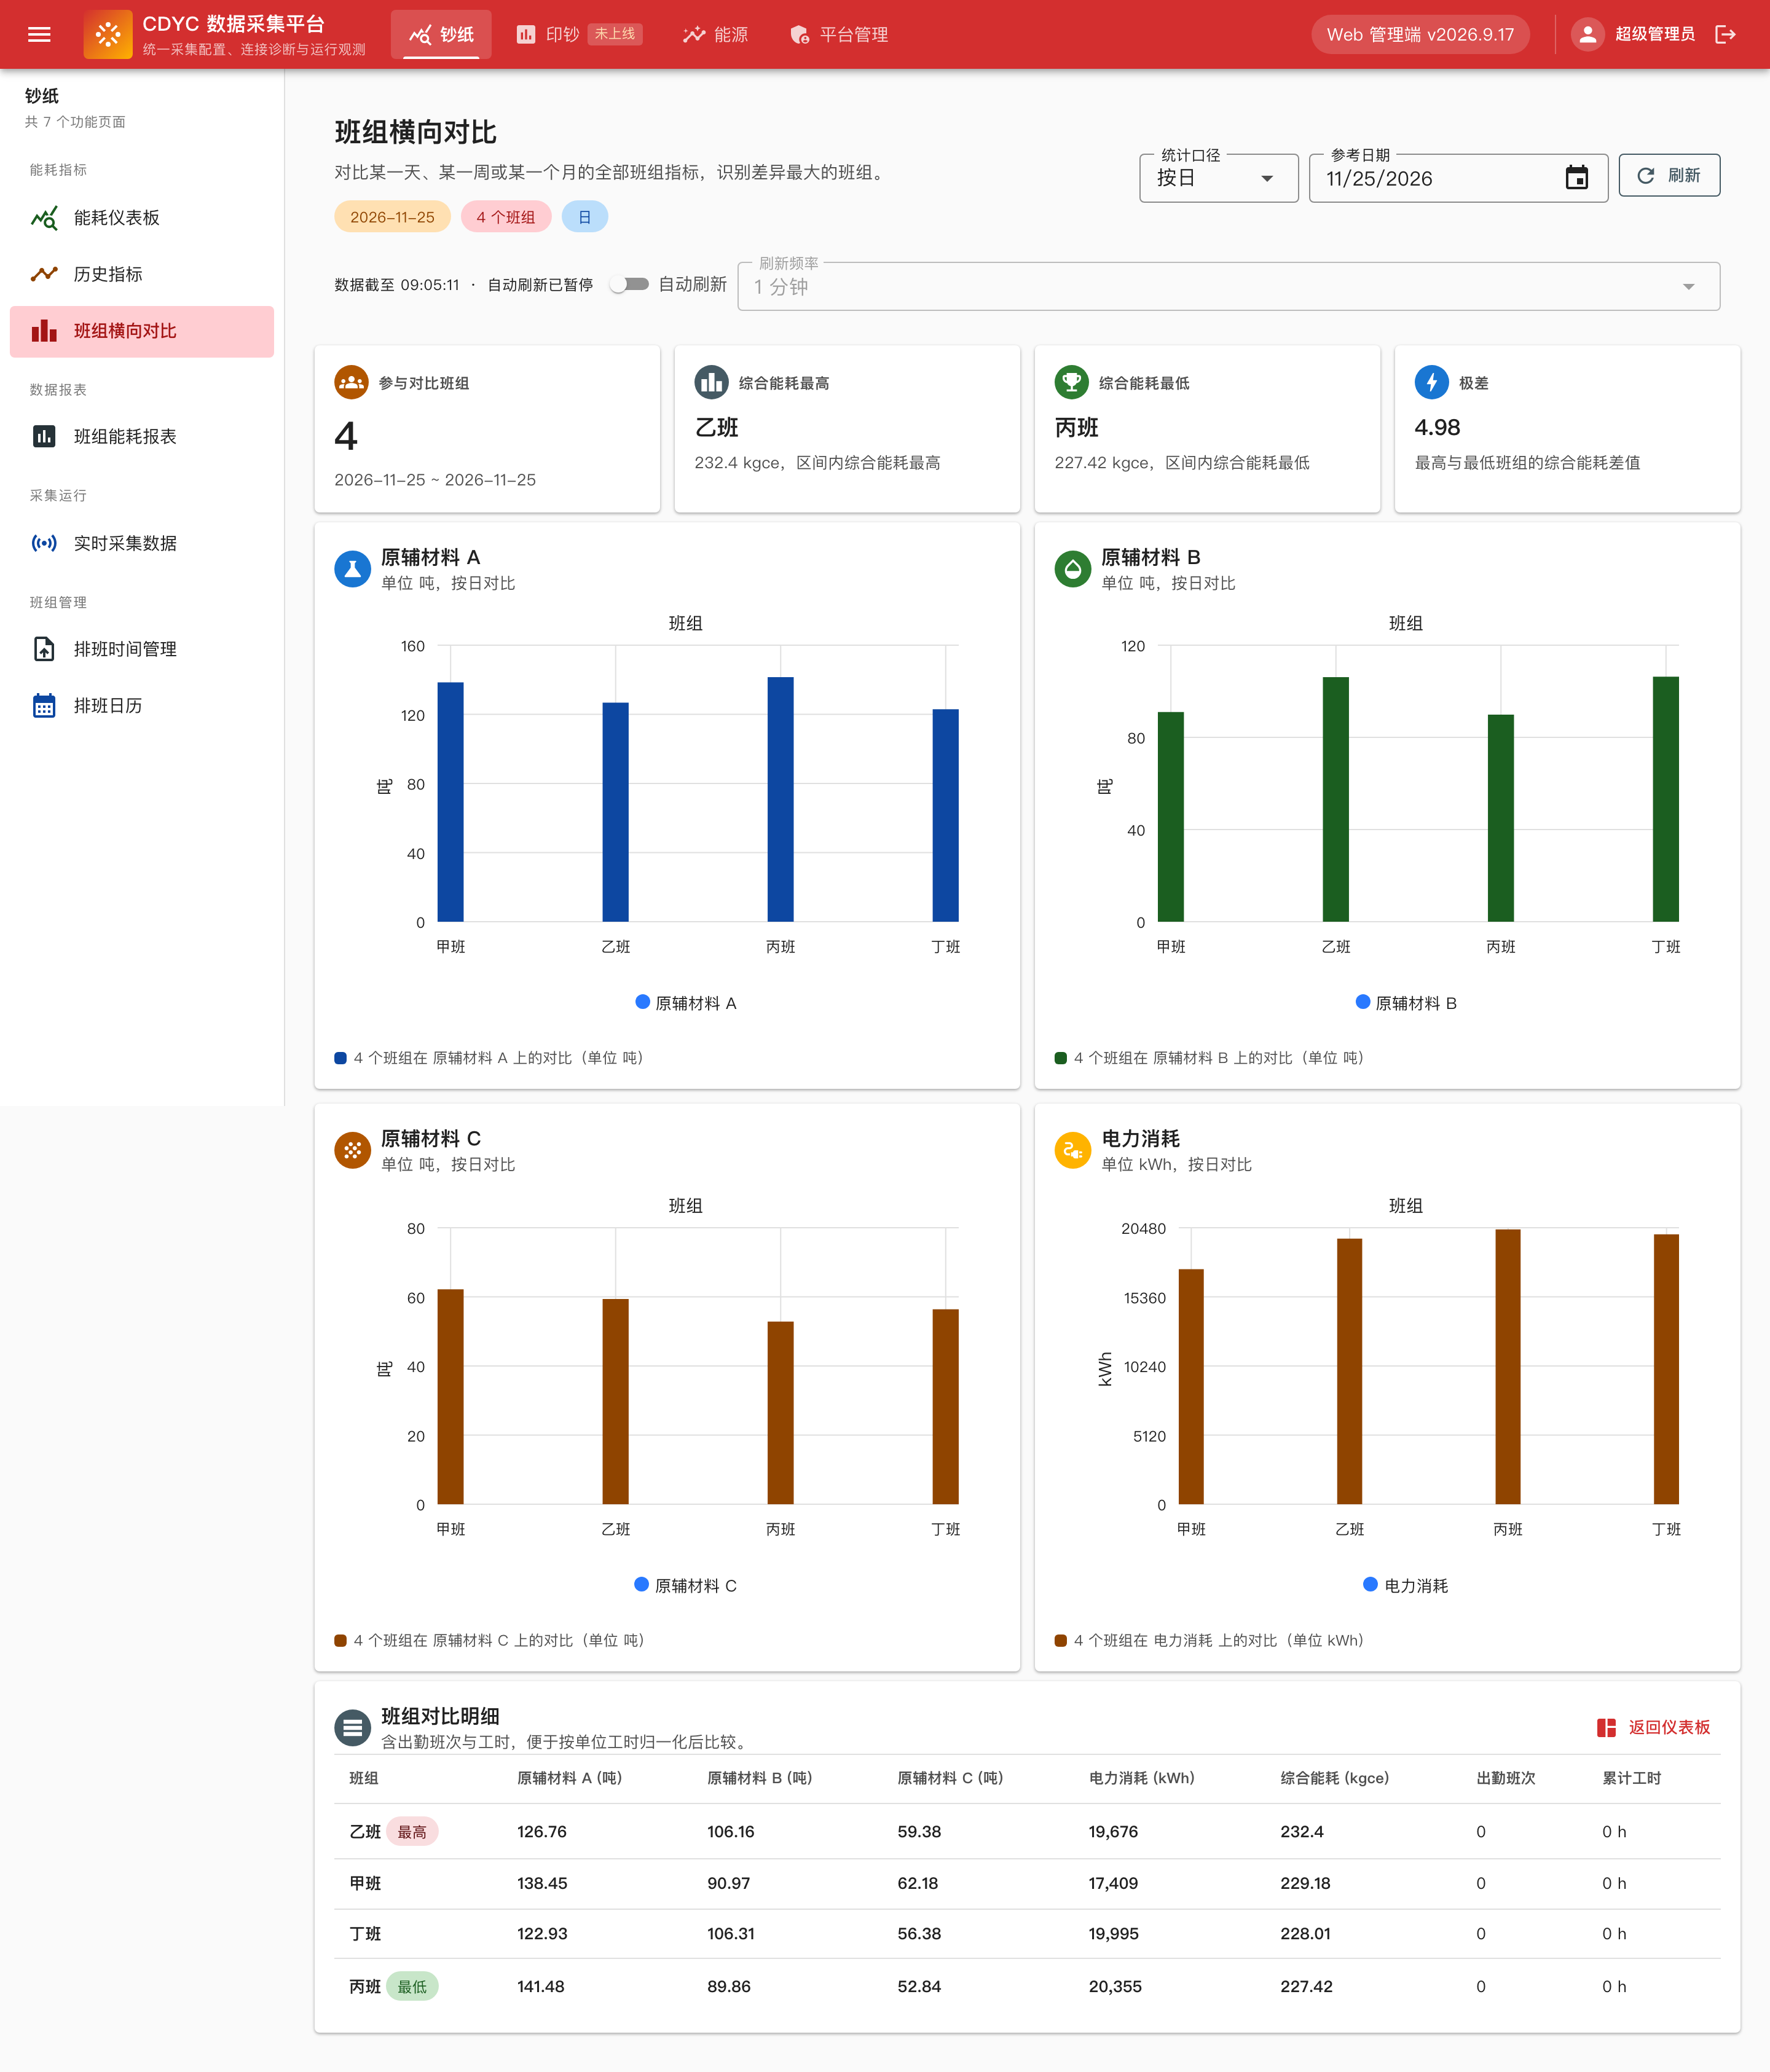 CDYC 数据采集平台
统一采集配置、连接诊断与运行观测
钞纸
印钞 未上线
能源
平台管理
Web 管理端 v2026.9.17
超级管理员
钞纸
共 7 个功能页面
能耗指标
能耗仪表板
历史指标
班组横向对比
数据报表
班组能耗报表
采集运行
实时采集数据
班组管理
排班时间管理
排班日历
班组横向对比
对比某一天、某一周或某一个月的全部班组指标，识别差异最大的班组。
2026-11-25 4 个班组 日
统计口径
按日
参考日期
11/25/2026
刷新
数据截至 09:05:11 · 自动刷新已暂停 自动刷新
刷新频率
1 分钟
参与对比班组
4
2026-11-25 ~ 2026-11-25
综合能耗最高
乙班
232.4 kgce，区间内综合能耗最高
综合能耗最低
丙班
227.42 kgce，区间内综合能耗最低
极差
4.98
最高与最低班组的综合能耗差值
原辅材料 A
单位 吨，按日对比
班组
160
120
80
40
0
吨
甲班 乙班 丙班 丁班
原辅材料 A
4 个班组在 原辅材料 A 上的对比（单位 吨）
原辅材料 B
单位 吨，按日对比
班组
120
80
40
0
吨
甲班 乙班 丙班 丁班
原辅材料 B
4 个班组在 原辅材料 B 上的对比（单位 吨）
原辅材料 C
单位 吨，按日对比
班组
80
60
40
20
0
吨
甲班 乙班 丙班 丁班
原辅材料 C
4 个班组在 原辅材料 C 上的对比（单位 吨）
电力消耗
单位 kWh，按日对比
班组
20480
15360
10240
5120
0
kWh
甲班 乙班 丙班 丁班
电力消耗
4 个班组在 电力消耗 上的对比（单位 kWh）
班组对比明细
含出勤班次与工时，便于按单位工时归一化后比较。
返回仪表板
班组 原辅材料 A (吨) 原辅材料 B (吨) 原辅材料 C (吨) 电力消耗 (kWh) 综合能耗 (kgce) 出勤班次 累计工时
乙班 最高 126.76 106.16 59.38 19,676 232.4 0 0 h
甲班 138.45 90.97 62.18 17,409 229.18 0 0 h
丁班 122.93 106.31 56.38 19,995 228.01 0 0 h
丙班 最低 141.48 89.86 52.84 20,355 227.42 0 0 h